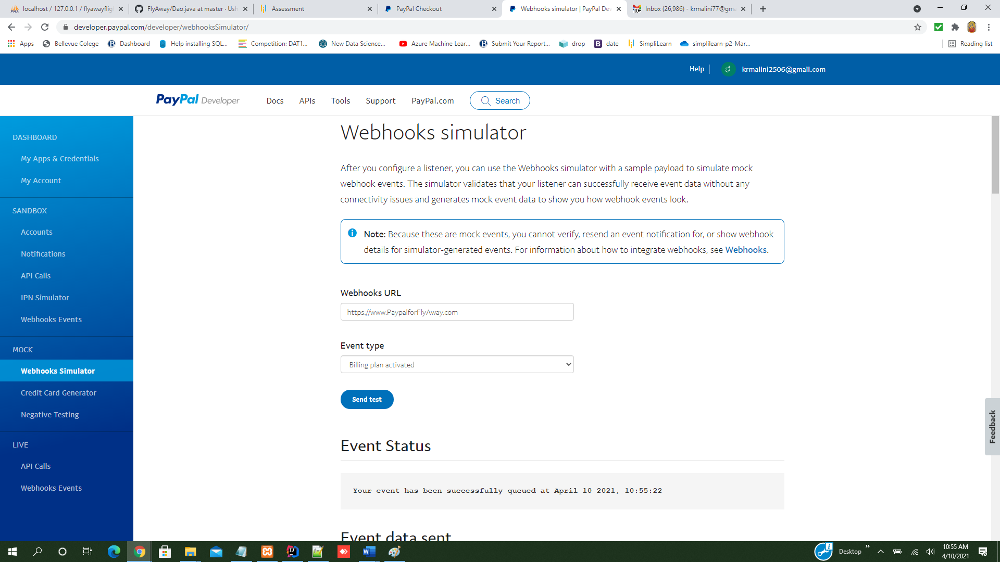 localhost / 127.0.0.1 / flyawayflig
FlyAway/Dao.java at master · Ush
Assessment
PayPal Checkout
Webhooks simulator | PayPal Dev
Inbox (26,986) - krmalini77@gma
developer.paypal.com/developer/webhooksSimulator/
Apps
Bellevue Colege
Dashboard
Help installing SQL...
Competition: DAT1...
New Data Science...
Azure Machine Lear...
Submit Your Report...
drop
date
SimpliLearn
simplilearn-p2-Mar...
Reading list
Help
krmalini2506@gmail.com
PayPal Developer
Docs
APIs
Tools
Support
PayPal.com
Search
DASHBOARD
My Apps & Credentials
My Account
SANDBOX
Accounts
Notifications
API Calls
IPN Simulator
Webhooks Events
MOCK
Webhooks Simulator
Credit Card Generator
Negative Testing
LIVE
API Calls
Webhooks Events
Webhooks simulator
After you configure a listener, you can use the Webhooks simulator with a sample payload to simulate mock
webhook events. The simulator validates that your listener can successfully receive event data without any
connectivity issues and generates mock event data to show you how webhook events look.
Note: Because these are mock events, you cannot verify, resend an event notification for, or show webhook
details for simulator-generated events. For information about how to integrate webhooks, see Webhooks.
Webhooks URL
https://www.PaypalforFlyAway.com
Event type
Billing plan activated
Send test
Event Status
Your event has been successfully queued at April 10 2021, 10:55:22
Event data sent
Feedback
Desktop
10:55 AM
4/10/2021